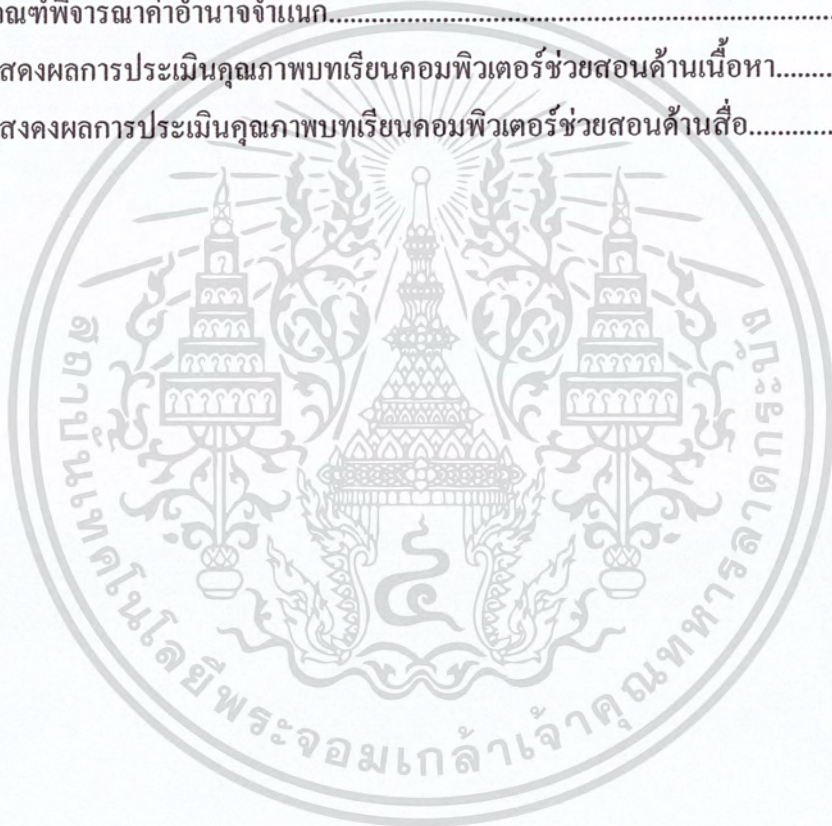 ณฑ์พิจารณาค่าอำนาจจำแนก
สดงผลการประเมินคุณภาพบทเรียนคอมพิวเตอร์ช่วยสอนด้านเนื้อหา
สงคงผลการประเมินคุณภาพบทเรียนคอมพิวเตอร์ช่วยสอนด้านสื่อ
สถาบันเทคโนโลยีพระจอมเกล้าเจ้าคุณทหารลาดกระบัง